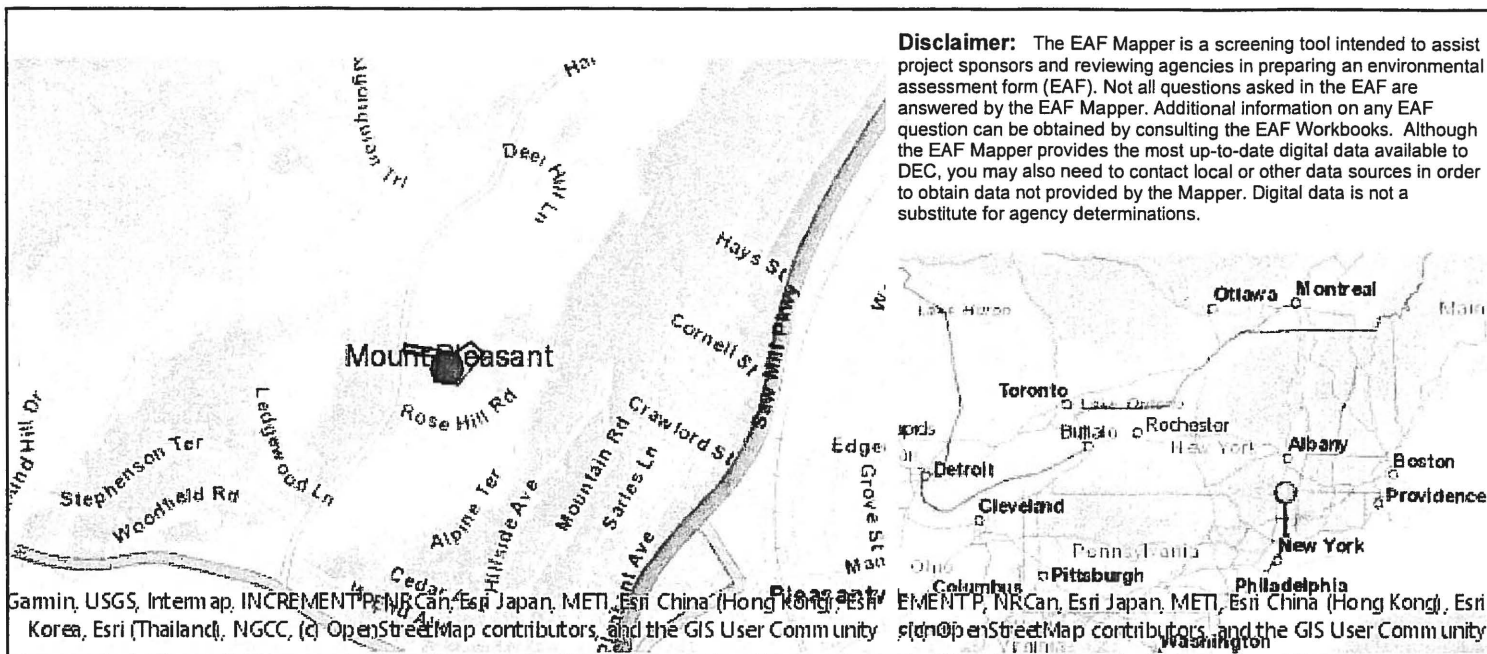 Disclaimer: The EAF Mapper is a screening tool intended to assist
project sponsors and reviewing agencies in preparing an environmental
assessment form (EAF). Not all questions asked in the EAF are
answered by the EAF Mapper. Additional information on any EAF
question can be obtained by consulting the EAF Workbooks. Although
the EAF Mapper provides the most up-to-date digital data available to
DEC, you may also need to contact local or other data sources in order
to obtain data not provided by the Mapper. Digital data is not a
substitute for agency determinations.
Deer Hill Ln
Hays St
Cornell St
Saw Mill Pkwy
Mount Pleasant
Rose Hill Rd
Crawford St
Ledgewood Ln
Stephenson Ter
Woodfield Rd
Alpine Ter
Hillside Ave
Mountain Rd
Sarles Ln
Grove St
Garmin, USGS, Intermap, INCREMENT P, NRCan, Esri Japan, METI, Esri China (Hong Kong), Esri
Korea, Esri (Thailand), NGCC, (c) OpenStreetMap contributors, and the GIS User Community
Ottawa
Montreal
Lake Huron
Toronto
Lake Ontario
Buffalo
Rochester
New York
Albany
Boston
Detroit
Providence
Cleveland
New York
Pennsylvania
Ohio
Pittsburgh
Philadelphia
Columbus
EMENT P, NRCan, Esri Japan, METI, Esri China (Hong Kong), Esri
OpenStreetMap contributors, and the GIS User Community
Washington